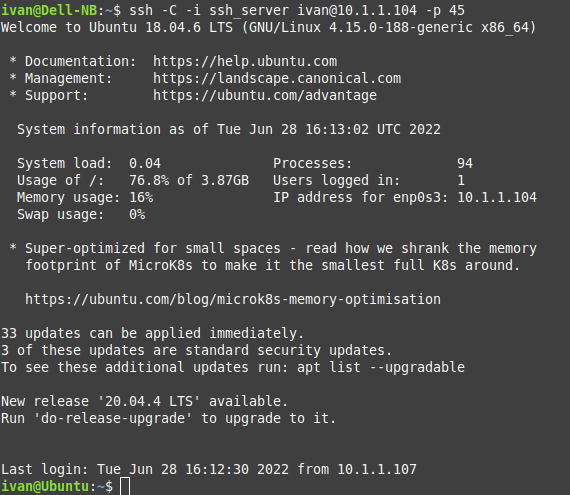 ivan@Dell-NB:~$ ssh -C -i ssh_server ivan@10.1.1.104 -p 45
Welcome to Ubuntu 18.04.6 LTS (GNU/Linux 4.15.0-188-generic x86_64)
* Documentation:  https://help.ubuntu.com
* Management:     https://landscape.canonical.com
* Support:        https://ubuntu.com/advantage
System information as of Tue Jun 28 16:13:02 UTC 2022
System load:  0.04              Processes:             94
Usage of /:   76.8% of 3.87GB   Users logged in:       1
Memory usage: 16%               IP address for enp0s3: 10.1.1.104
Swap usage:   0%
* Super-optimized for small spaces - read how we shrank the memory
footprint of MicroK8s to make it the smallest full K8s around.
https://ubuntu.com/blog/microk8s-memory-optimisation
33 updates can be applied immediately.
3 of these updates are standard security updates.
To see these additional updates run: apt list --upgradable
New release '20.04.4 LTS' available.
Run 'do-release-upgrade' to upgrade to it.
Last login: Tue Jun 28 16:12:30 2022 from 10.1.1.107
ivan@Ubuntu:~$